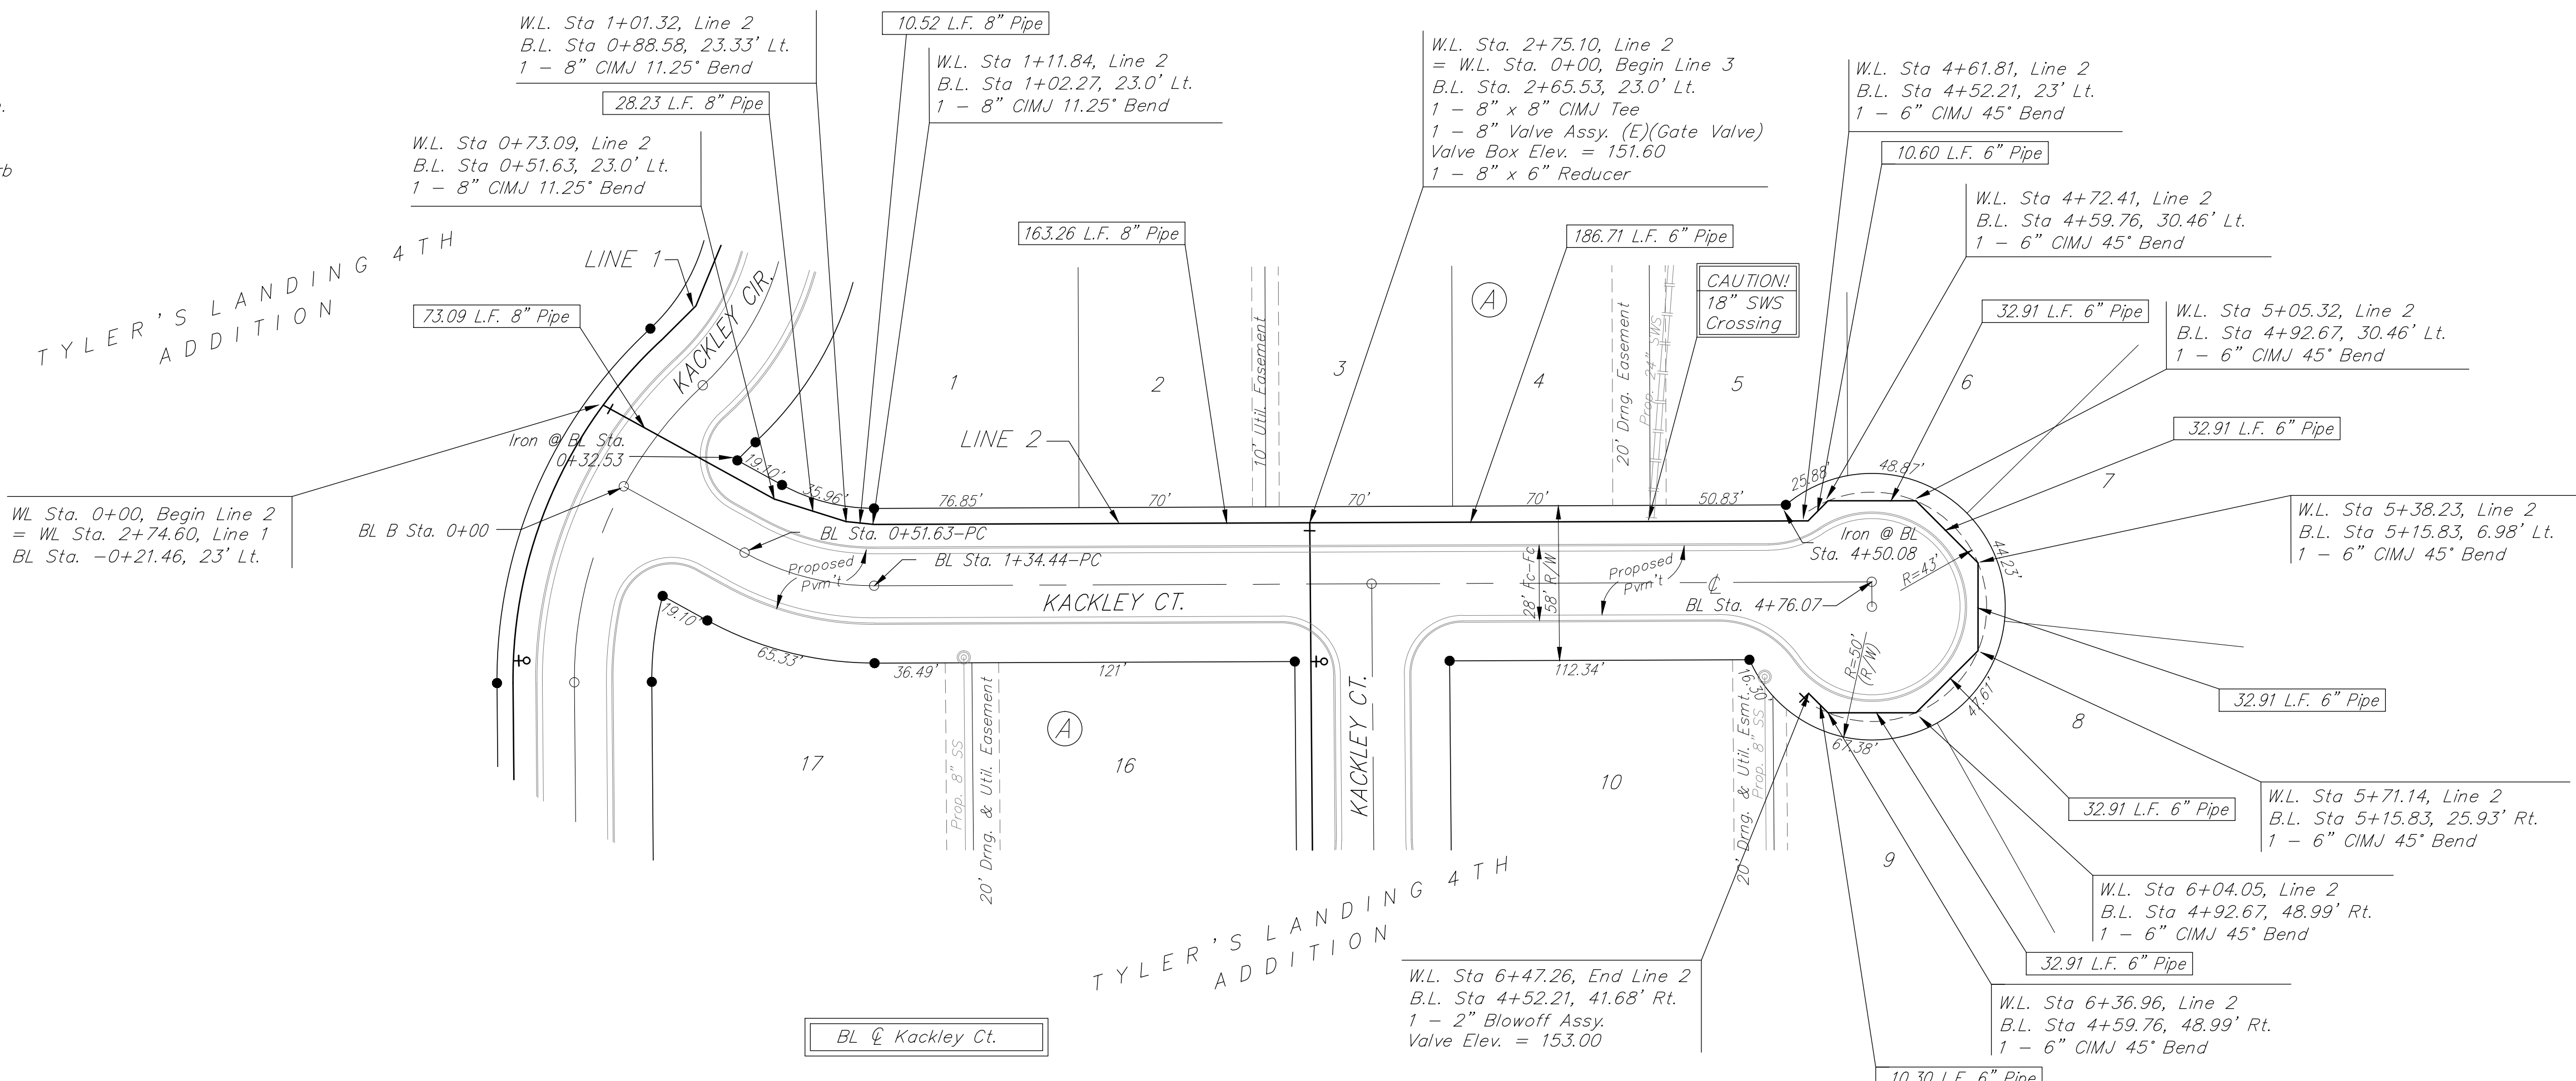 W.L. Sta 1+01.32, Line 2
B.L. Sta 0+88.58, 23.33' Lt.
1 - 8" CIMJ 11.25° Bend
10.52 L.F. 8" Pipe
W.L. Sta 1+11.84, Line 2
B.L. Sta 1+02.27, 23.0' Lt.
1 - 8" CIMJ 11.25° Bend
28.23 L.F. 8" Pipe
W.L. Sta 0+73.09, Line 2
B.L. Sta 0+51.63, 23.0' Lt.
1 - 8" CIMJ 11.25° Bend
W.L. Sta. 2+75.10, Line 2
= W.L. Sta. 0+00, Begin Line 3
B.L. Sta. 2+65.53, 23.0' Lt.
1 - 8" x 8" CIMJ Tee
1 - 8" Valve Assy. (E)(Gate Valve)
Valve Box Elev. = 151.60
1 - 8" x 6" Reducer
W.L. Sta 4+61.81, Line 2
B.L. Sta 4+52.21, 23' Lt.
1 - 6" CIMJ 45° Bend
10.60 L.F. 6" Pipe
W.L. Sta 4+72.41, Line 2
B.L. Sta 4+59.76, 30.46' Lt.
1 - 6" CIMJ 45° Bend
TYLER'S LANDING 4TH
ADDITION
LINE 1
KACKLEY CIR.
73.09 L.F. 8" Pipe
163.26 L.F. 8" Pipe
186.71 L.F. 6" Pipe
CAUTION!
18" SWS
Crossing
32.91 L.F. 6" Pipe
W.L. Sta 5+05.32, Line 2
B.L. Sta 4+92.67, 30.46' Lt.
1 - 6" CIMJ 45° Bend
32.91 L.F. 6" Pipe
A
1
2
3
4
5
6
7
10' Util. Easement
20' Drng. Easement
Prop. 24" SWS
Iron @ BL Sta.
0+32.53
LINE 2
19.10'
35.96'
76.85'
70'
70'
70'
50.83'
25.88'
48.87'
44.23'
WL Sta. 0+00, Begin Line 2
= WL Sta. 2+74.60, Line 1
BL Sta. -0+21.46, 23' Lt.
BL B Sta. 0+00
BL Sta. 0+51.63-PC
BL Sta. 1+34.44-PC
Proposed
Pvm't
KACKLEY CT.
28' Fc-Fc
58' R/W
Proposed
Pvm't
℄
Iron @ BL
Sta. 4+50.08
BL Sta. 4+76.07
R=43'
R=50'
(R/W)
W.L. Sta 5+38.23, Line 2
B.L. Sta 5+15.83, 6.98' Lt.
1 - 6" CIMJ 45° Bend
32.91 L.F. 6" Pipe
19.10'
65.33'
36.49'
121'
112.34'
16.30'
67.38'
47.61'
17
Prop. 8" SS
20' Drng. & Util. Easement
A
16
KACKLEY CT.
10
20' Drng. & Util. Esmt.
Prop. 8" SS
9
8
32.91 L.F. 6" Pipe
W.L. Sta 5+71.14, Line 2
B.L. Sta 5+15.83, 25.93' Rt.
1 - 6" CIMJ 45° Bend
W.L. Sta 6+04.05, Line 2
B.L. Sta 4+92.67, 48.99' Rt.
1 - 6" CIMJ 45° Bend
32.91 L.F. 6" Pipe
TYLER'S LANDING 4TH
ADDITION
W.L. Sta 6+47.26, End Line 2
B.L. Sta 4+52.21, 41.68' Rt.
1 - 2" Blowoff Assy.
Valve Elev. = 153.00
W.L. Sta 6+36.96, Line 2
B.L. Sta 4+59.76, 48.99' Rt.
1 - 6" CIMJ 45° Bend
BL ℄ Kackley Ct.
10.30 L.F. 6" Pipe